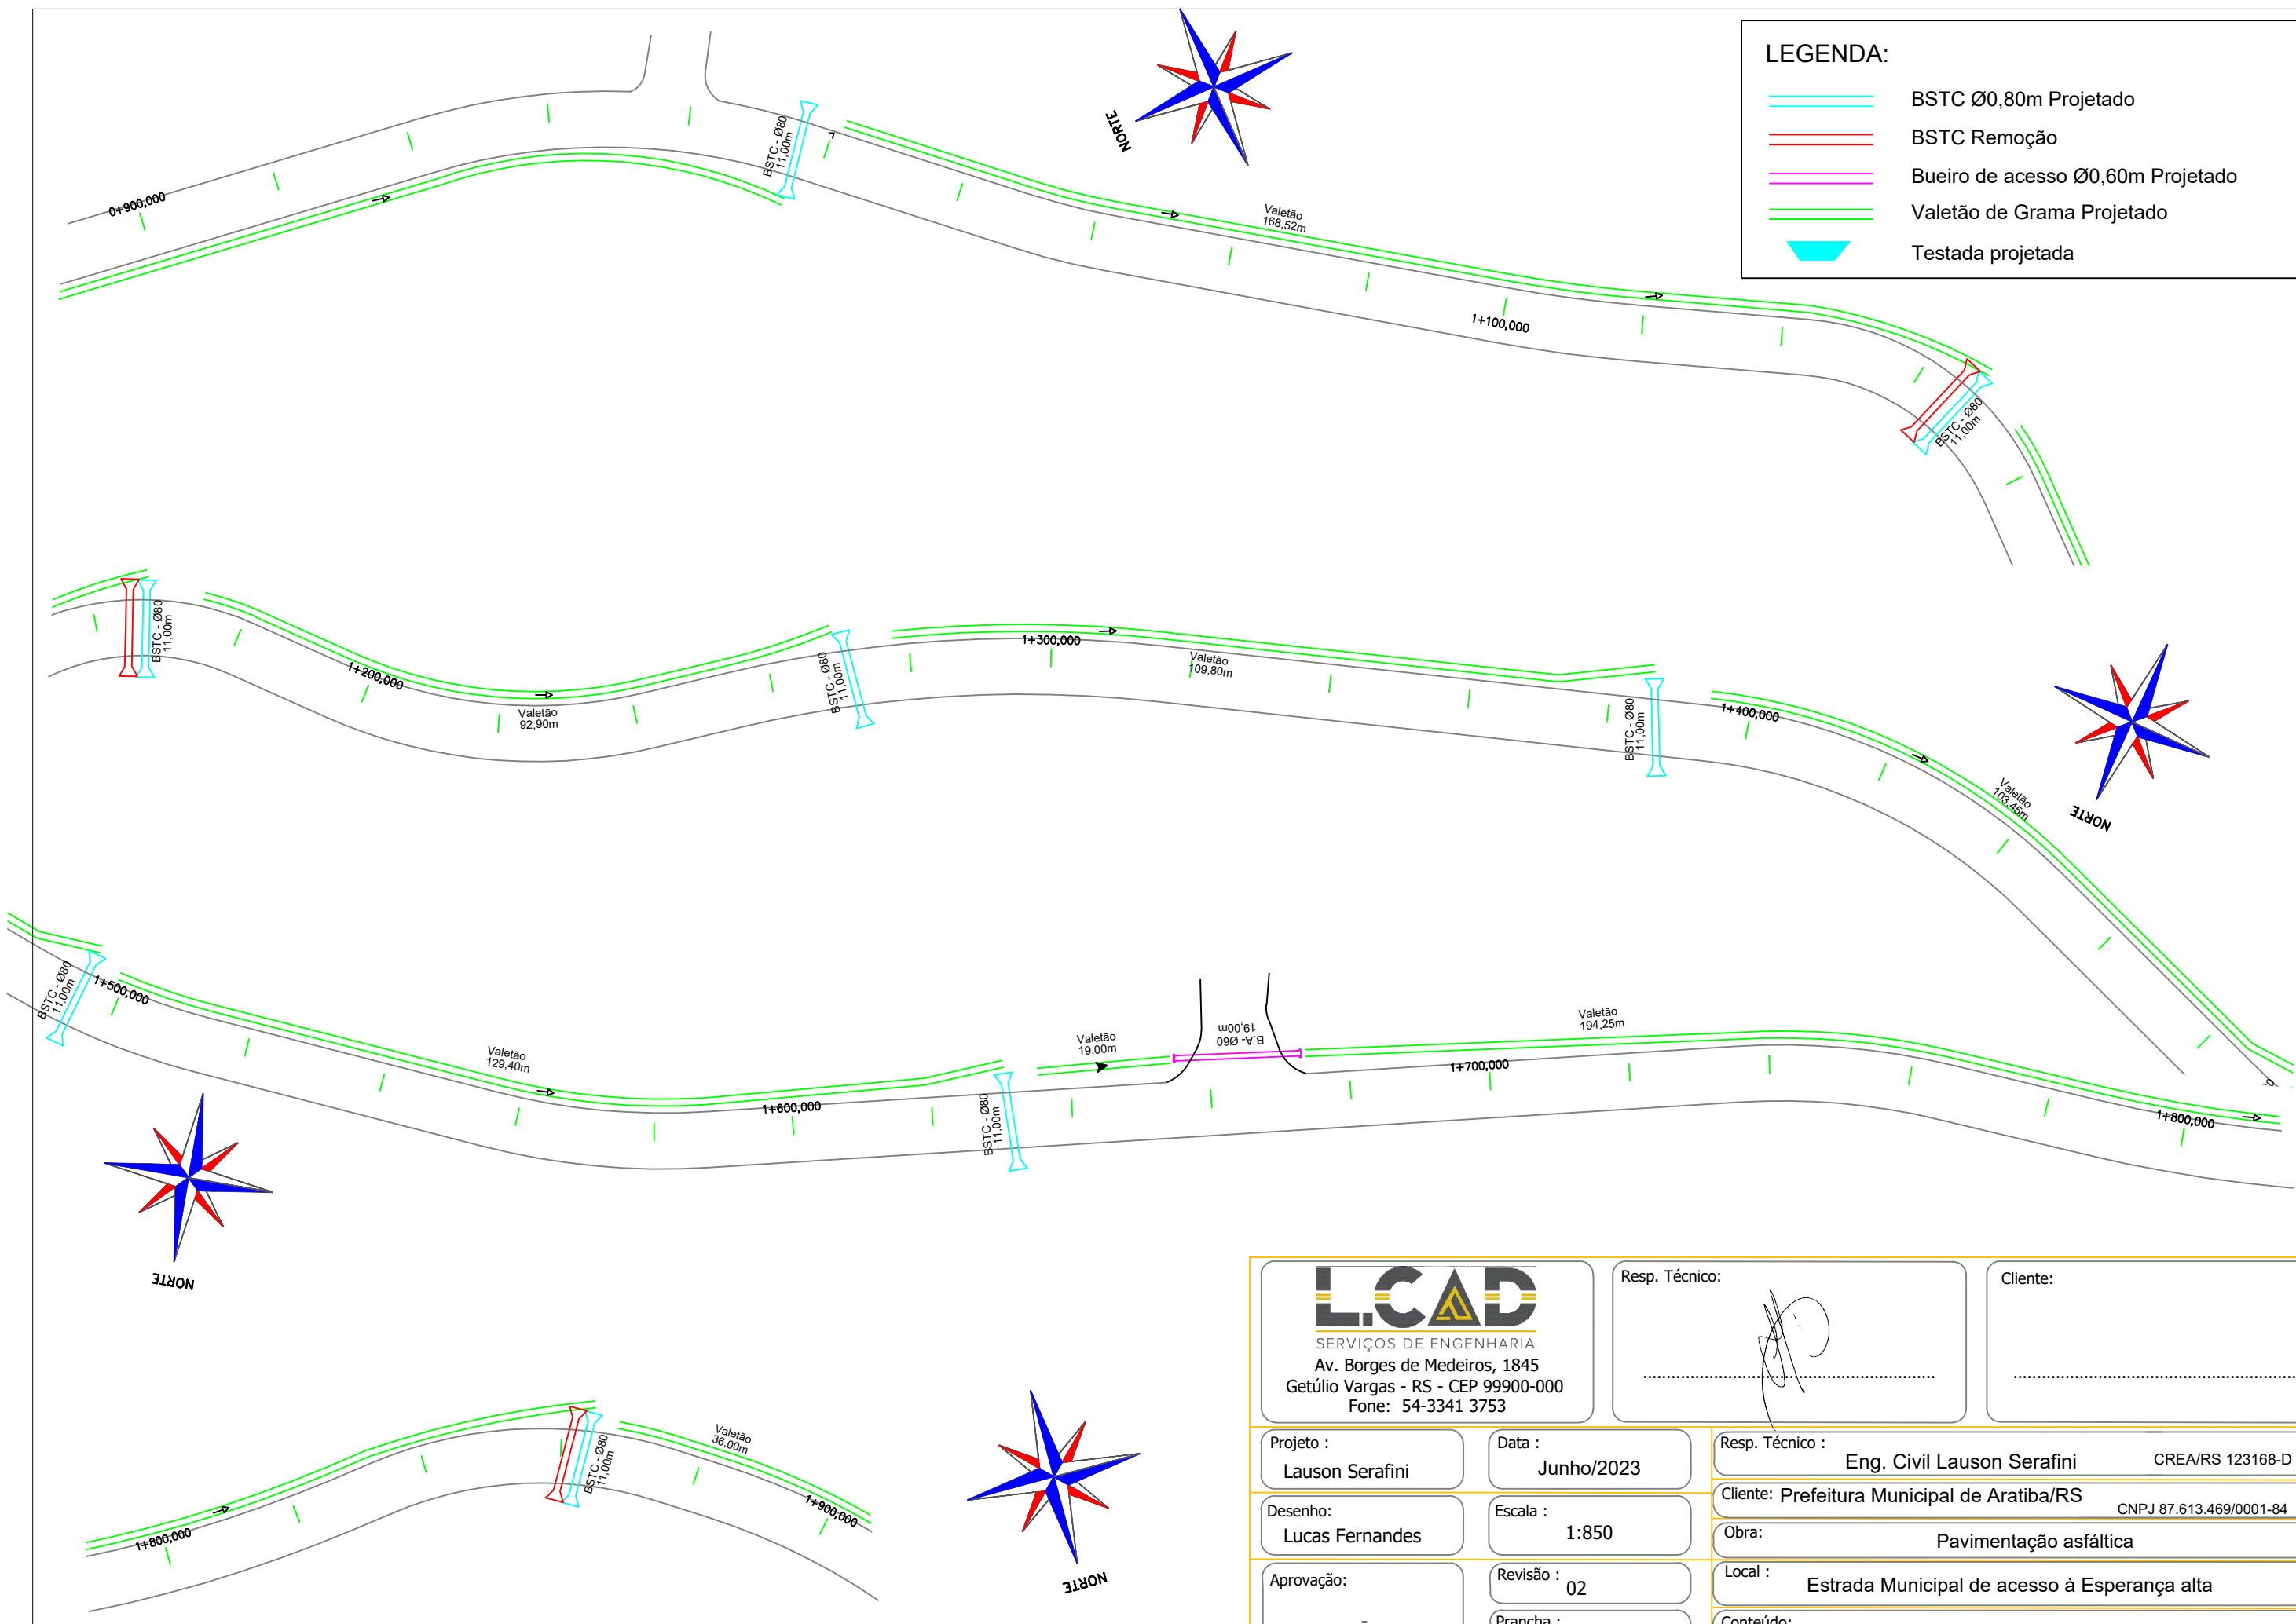 LEGENDA:
BSTC Ø0,80m Projetado
BSTC Remoção
Bueiro de acesso Ø0,60m Projetado
Valetão de Grama Projetado
Testada projetada
NORTE
0+900,000
BSTC - Ø80
11,00m
Valetão
168,52m
1+100,000
BSTC - Ø80
11,00m
BSTC - Ø80
11,00m
1+200,000
Valetão
92,90m
BSTC - Ø80
11,00m
1+300,000
Valetão
109,80m
BSTC - Ø80
11,00m
1+400,000
Valetão
103,45m
NORTE
BSTC - Ø80
11,00m
1+500,000
Valetão
129,40m
1+600,000
BSTC - Ø80
11,00m
Valetão
19,00m
B.A- Ø60
19,00m
Valetão
194,25m
1+700,000
1+800,000
NORTE
1+800,000
BSTC - Ø80
11,00m
Valetão
36,00m
1+900,000
NORTE
L.CAD
SERVIÇOS DE ENGENHARIA
Av. Borges de Medeiros, 1845
Getúlio Vargas - RS - CEP 99900-000
Fone: 54-3341 3753
Resp. Técnico:
Cliente:
Projeto :
Lauson Serafini
Data :
Junho/2023
Resp. Técnico :
Eng. Civil Lauson Serafini CREA/RS 123168-D
Desenho:
Lucas Fernandes
Escala :
1:850
Cliente: Prefeitura Municipal de Aratiba/RS
CNPJ 87.613.469/0001-84
Obra: Pavimentação asfáltica
Aprovação:
-
Revisão :
02
Local : Estrada Municipal de acesso à Esperança alta
Prancha :
Conteúdo: